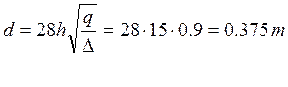 d = 28h√(q/Δ) = 28·15·0.9 = 0.375 m